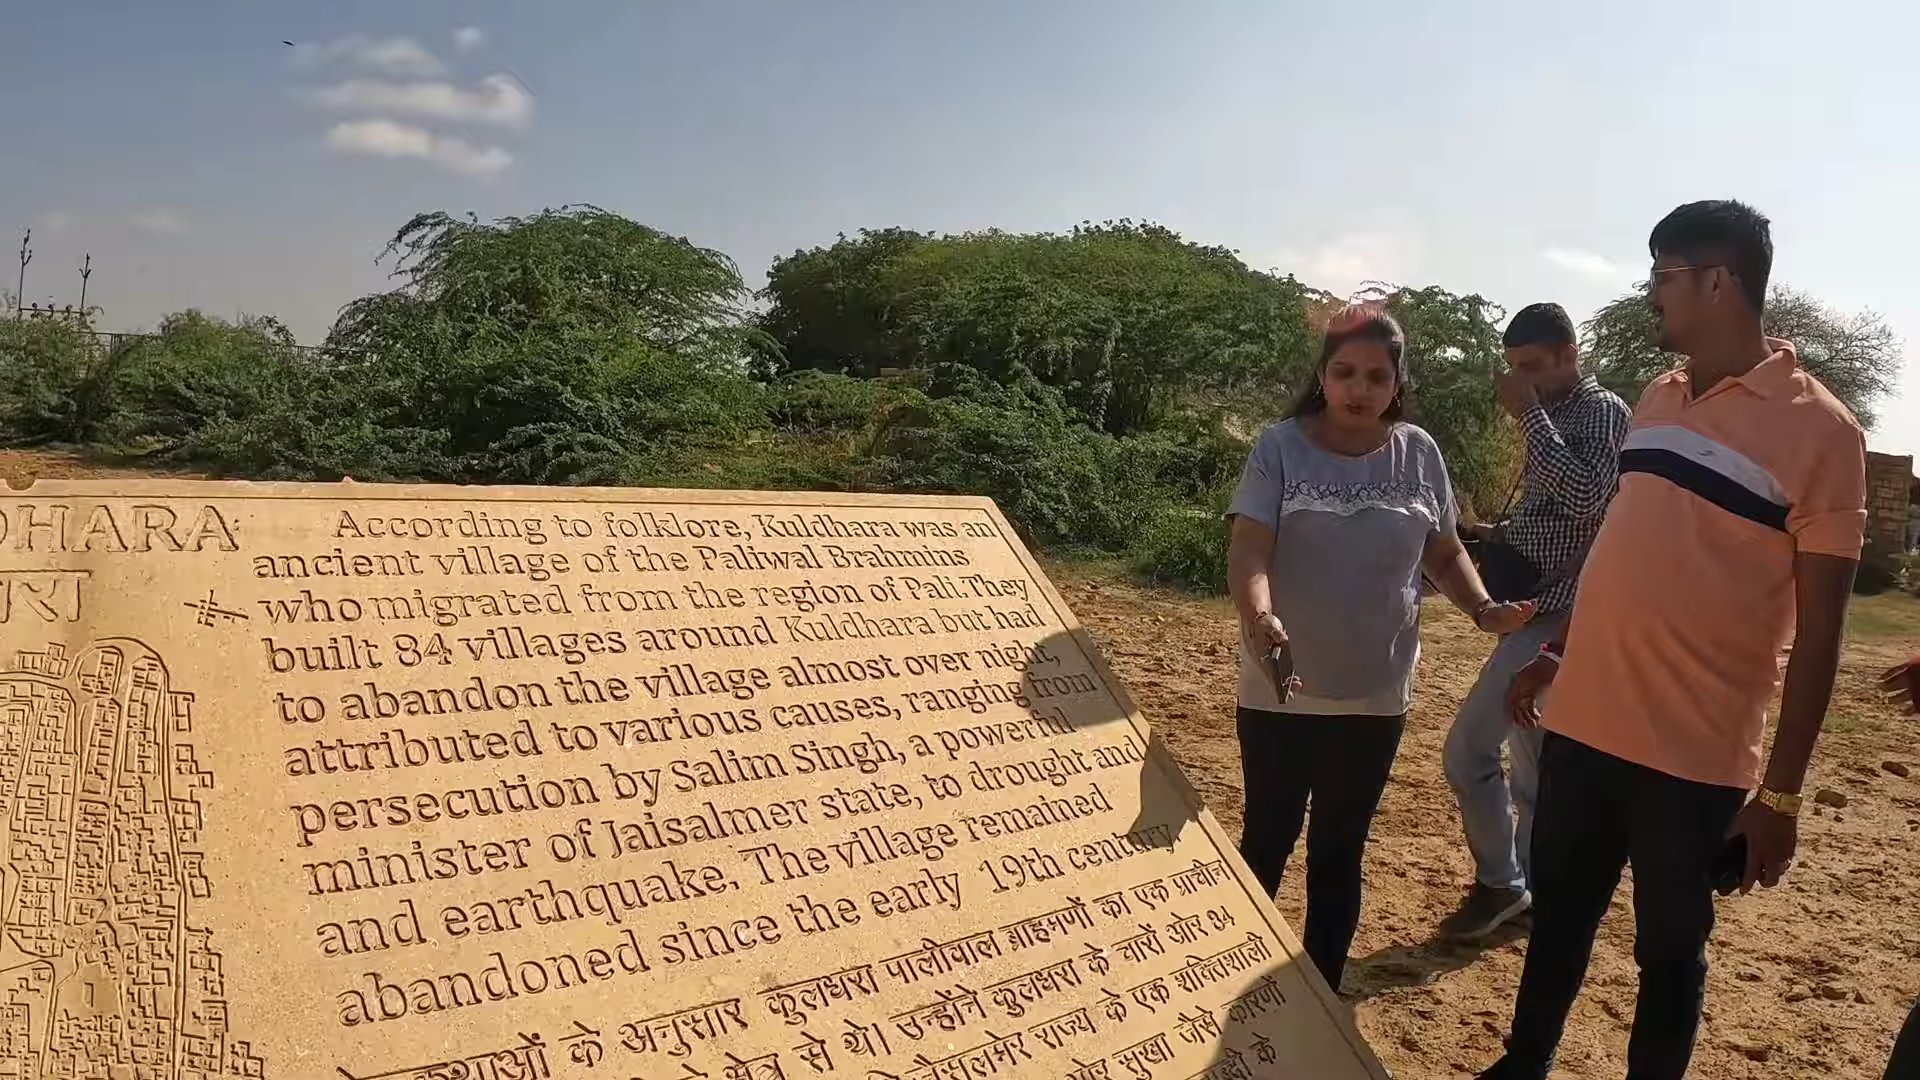 DHARA
According to folklore, Kuldhara was an
ancient village of the Paliwal Brahmins
who migrated from the region of Pali. They
built 84 villages around Kuldhara but had
to abandon the village almost over night,
attributed to various causes, ranging from
persecution by Salim Singh, a powerful
minister of Jaisalmer state, to drought and
and earthquake. The village remained
abandoned since the early 19th century
के अनुसार कुलधरा पालीवाल ब्राह्मणों का एक प्राचीन
क्षेत्र से थे। उन्होंने कुलधरा के चारों ओर 84
जैसलमेर राज्य के एक शक्तिशाली
और सुखा जैसे कारणों
के